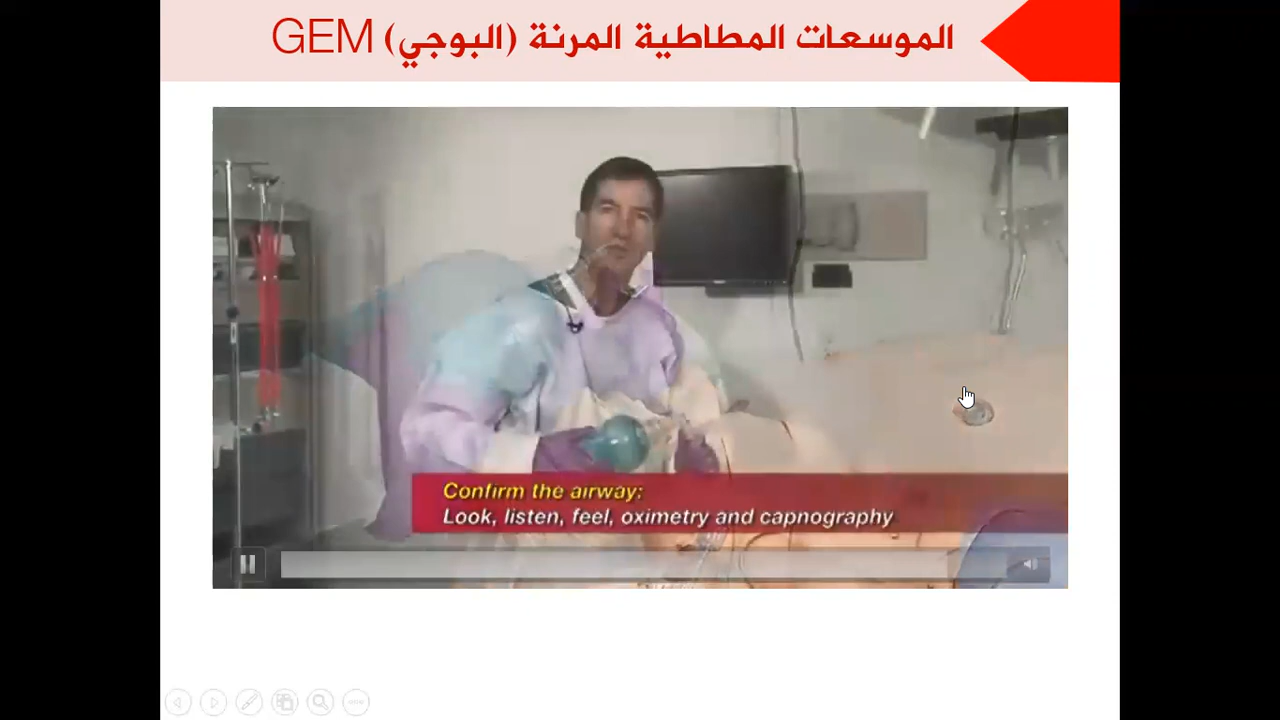 الموسعات المطاطية المرنة (البوجي) GEM
Confirm the airway:
Look, listen, feel, oximetry and capnography